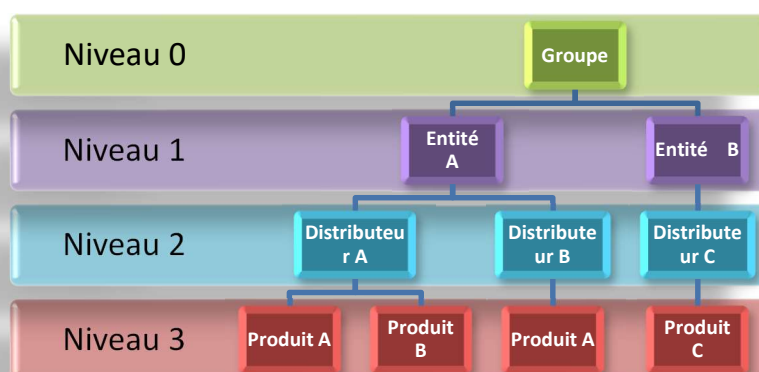 Niveau 0
Groupe
Niveau 1
Entité
A
Entité B
Niveau 2
Distributeu
r A
Distribute
ur B
Distribute
ur C
Niveau 3
Produit A
Produit
B
Produit A
Produit
C